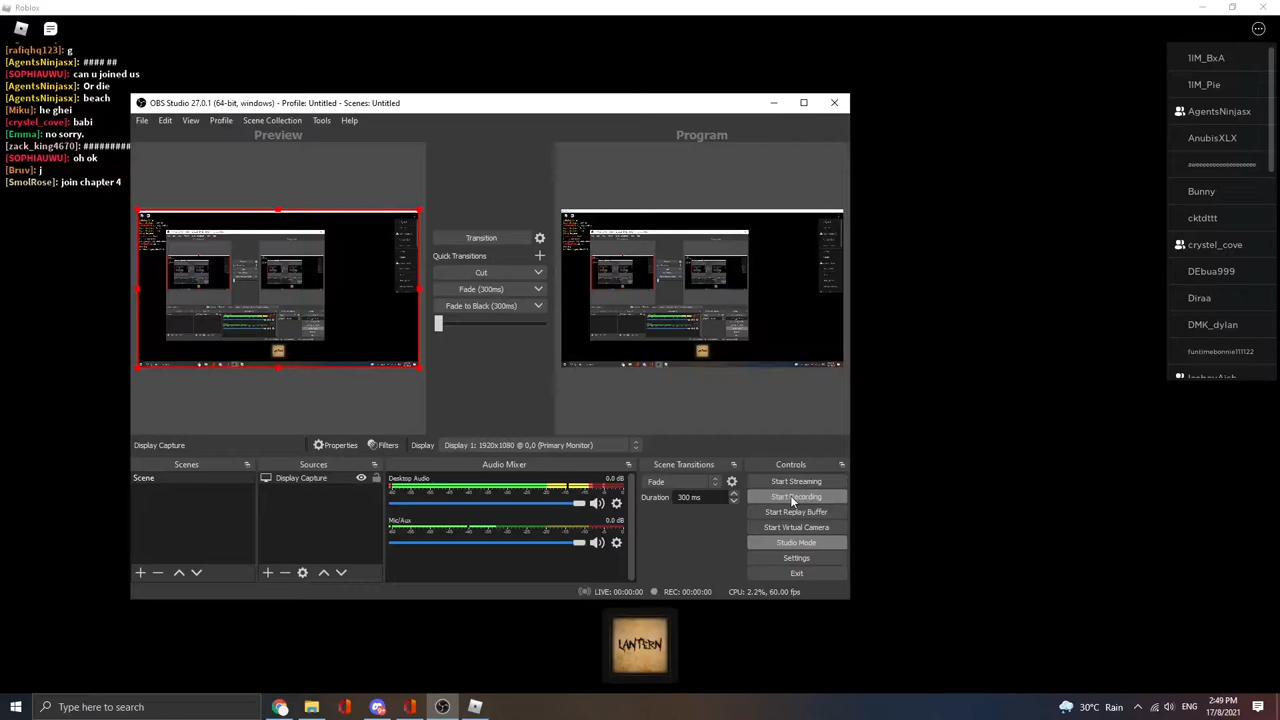 Roblox
[rafiqhq123]: g
[AgentsNinjasx]: #### ##
[SOPHIAUWU]: can u joined us
[AgentsNinjasx]: Or die
[AgentsNinjasx]: beach
[Miku]: he ghei
[crystel_cove]: babi
[Emma]: no sorry.
[zack_king4670]: #########
[SOPHIAUWU]: oh ok
[Bruv]: j
[SmolRose]: join chapter 4
1IM_BxA
1IM_Pie
AgentsNinjasx
AnubisXLX
Bunny
cktdttt
crystel_cove
DEbua999
Diraa
DMK_dylan
funtimebonnie111122
OBS Studio 27.0.1 (64-bit, windows) - Profile: Untitled - Scenes: Untitled
File Edit View Profile Scene Collection Tools Help
Preview
Program
Transition
Quick Transitions
Cut
Fade (300ms)
Fade to Black (300ms)
Display Capture
Properties
Filters
Display
Display 1: 1920x1080 @ 0,0 (Primary Monitor)
Scenes
Scene
Sources
Display Capture
Audio Mixer
Desktop Audio
0.0 dB
Mic/Aux
0.0 dB
Scene Transitions
Fade
Duration
300 ms
Controls
Start Streaming
Start Recording
Start Replay Buffer
Start Virtual Camera
Studio Mode
Settings
Exit
LIVE: 00:00:00
REC: 00:00:00
CPU: 2.2%, 60.00 fps
LANTERN
Type here to search
30°C Rain
2:49 PM
17/8/2021